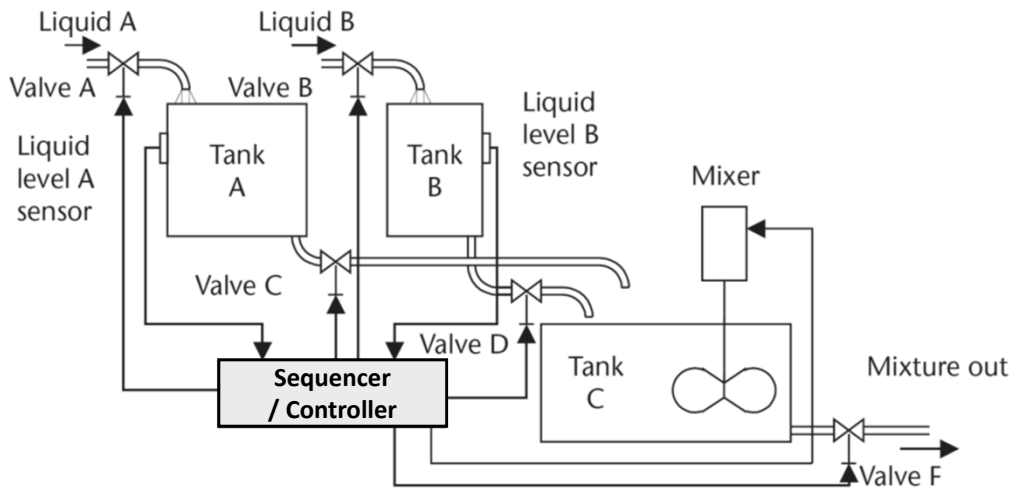 Liquid A
Liquid B
Valve A
Valve B
Liquid
level A
sensor
Tank
A
Tank
B
Liquid
level B
sensor
Mixer
Valve C
Valve D
Sequencer
/ Controller
Tank
C
Mixture out
Valve F